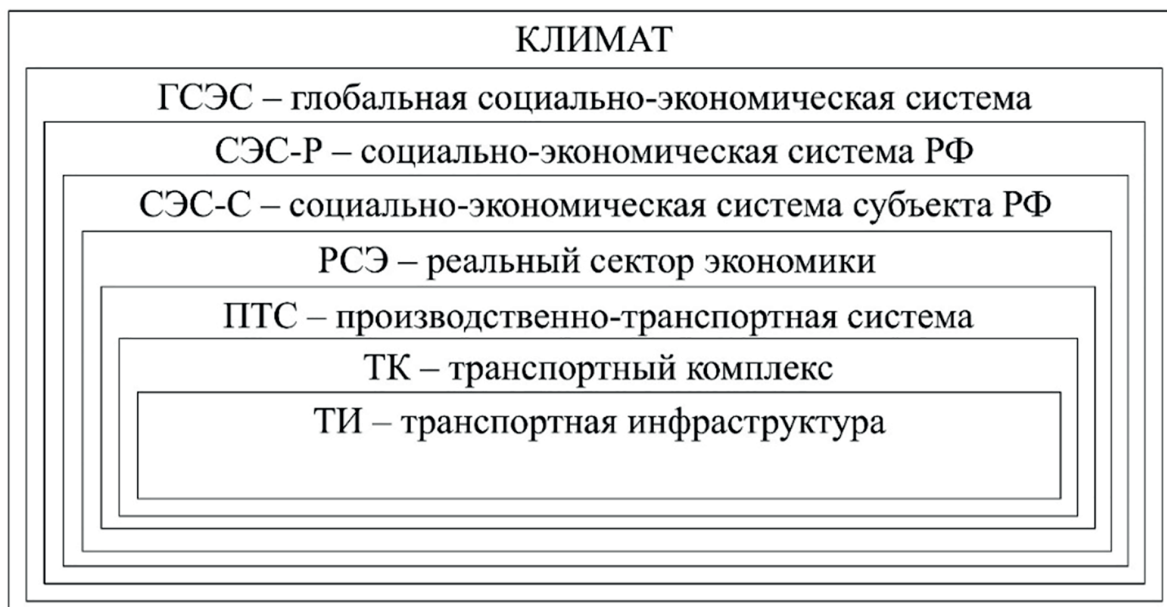 КЛИМАТ
ГСЭС – глобальная социально-экономическая система
СЭС-Р – социально-экономическая система РФ
СЭС-С – социально-экономическая система субъекта РФ
РСЭ – реальный сектор экономики
ПТС – производственно-транспортная система
ТК – транспортный комплекс
ТИ – транспортная инфраструктура